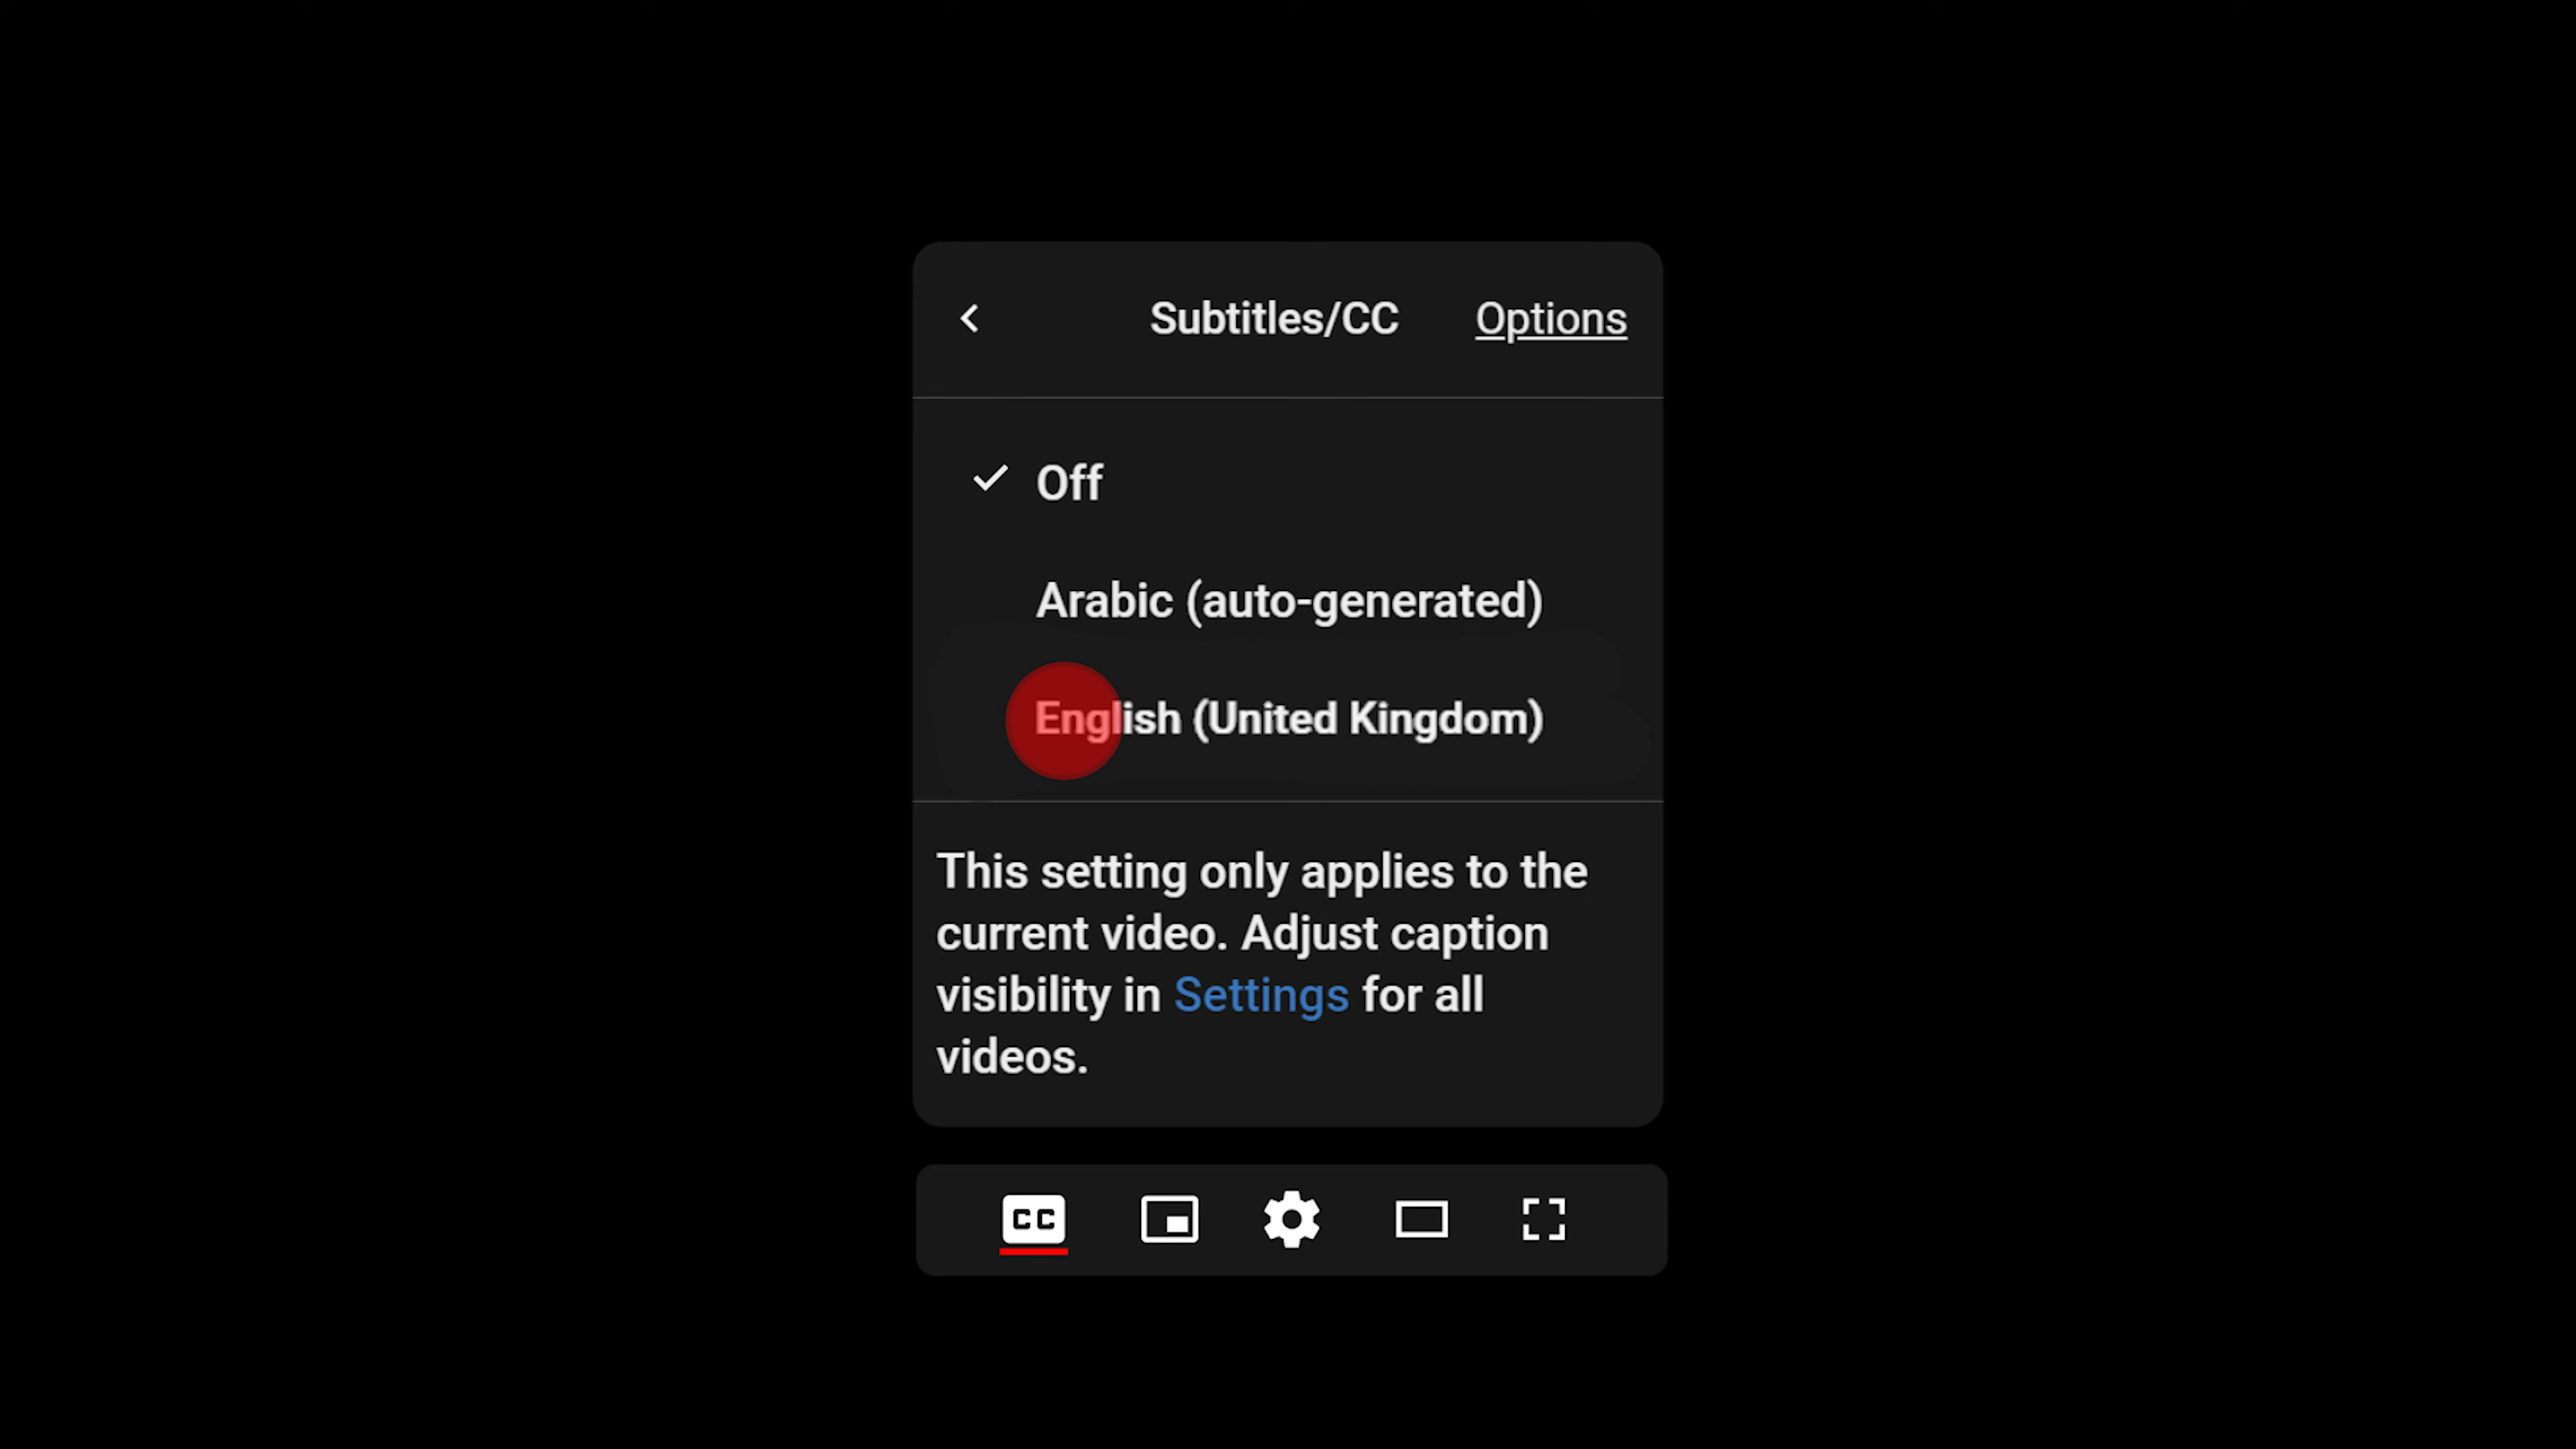 Subtitles/CC Options
Off
Arabic (auto-generated)
English (United Kingdom)
This setting only applies to the
current video. Adjust caption
visibility in Settings for all
videos.
CC